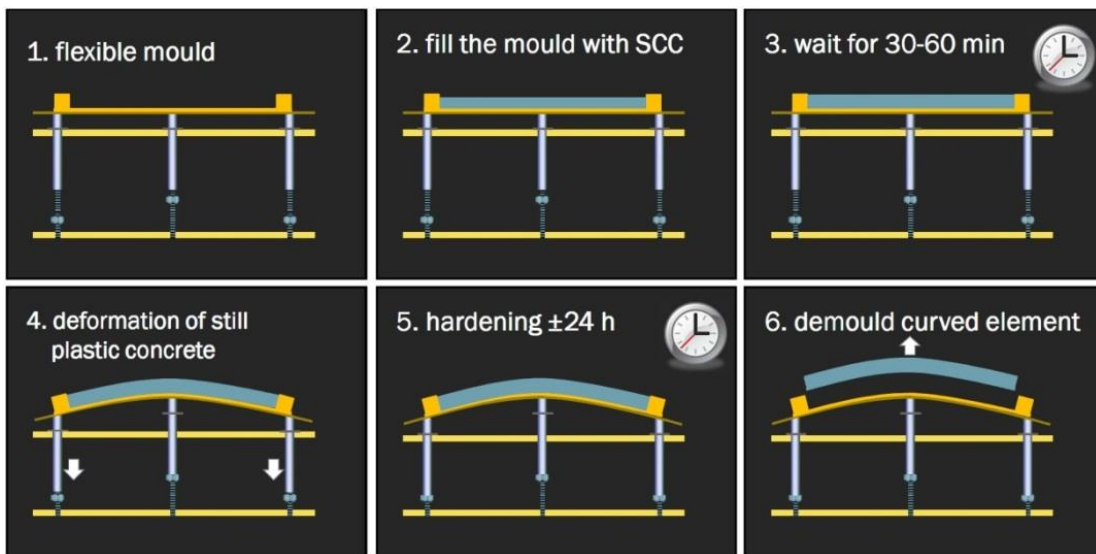 1. flexible mould
2. fill the mould with SCC
3. wait for 30-60 min
4. deformation of still
plastic concrete
5. hardening ±24 h
6. demould curved element